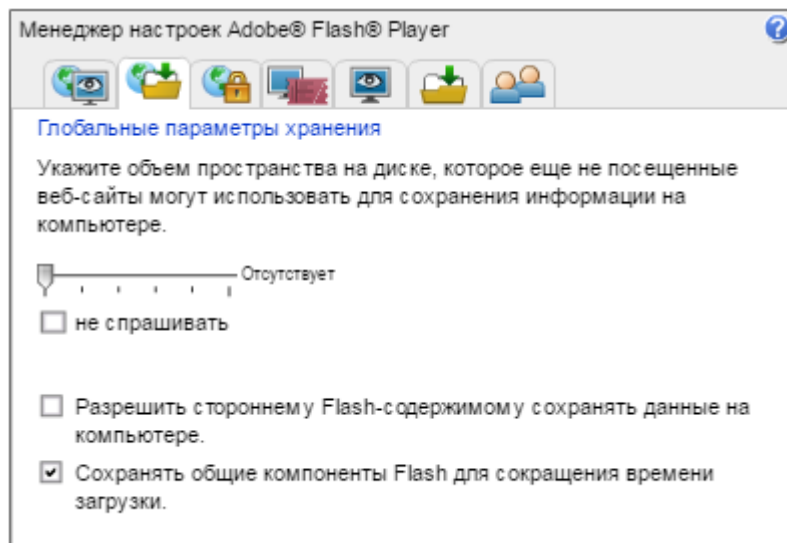 Менеджер настроек Adobe® Flash® Player
Глобальные параметры хранения
Укажите объем пространства на диске, которое еще не посещенные
веб-сайты могут использовать для сохранения информации на
компьютере.
Отсутствует
не спрашивать
Разрешить стороннему Flash-содержимому сохранять данные на
компьютере.
Сохранять общие компоненты Flash для сокращения времени
загрузки.